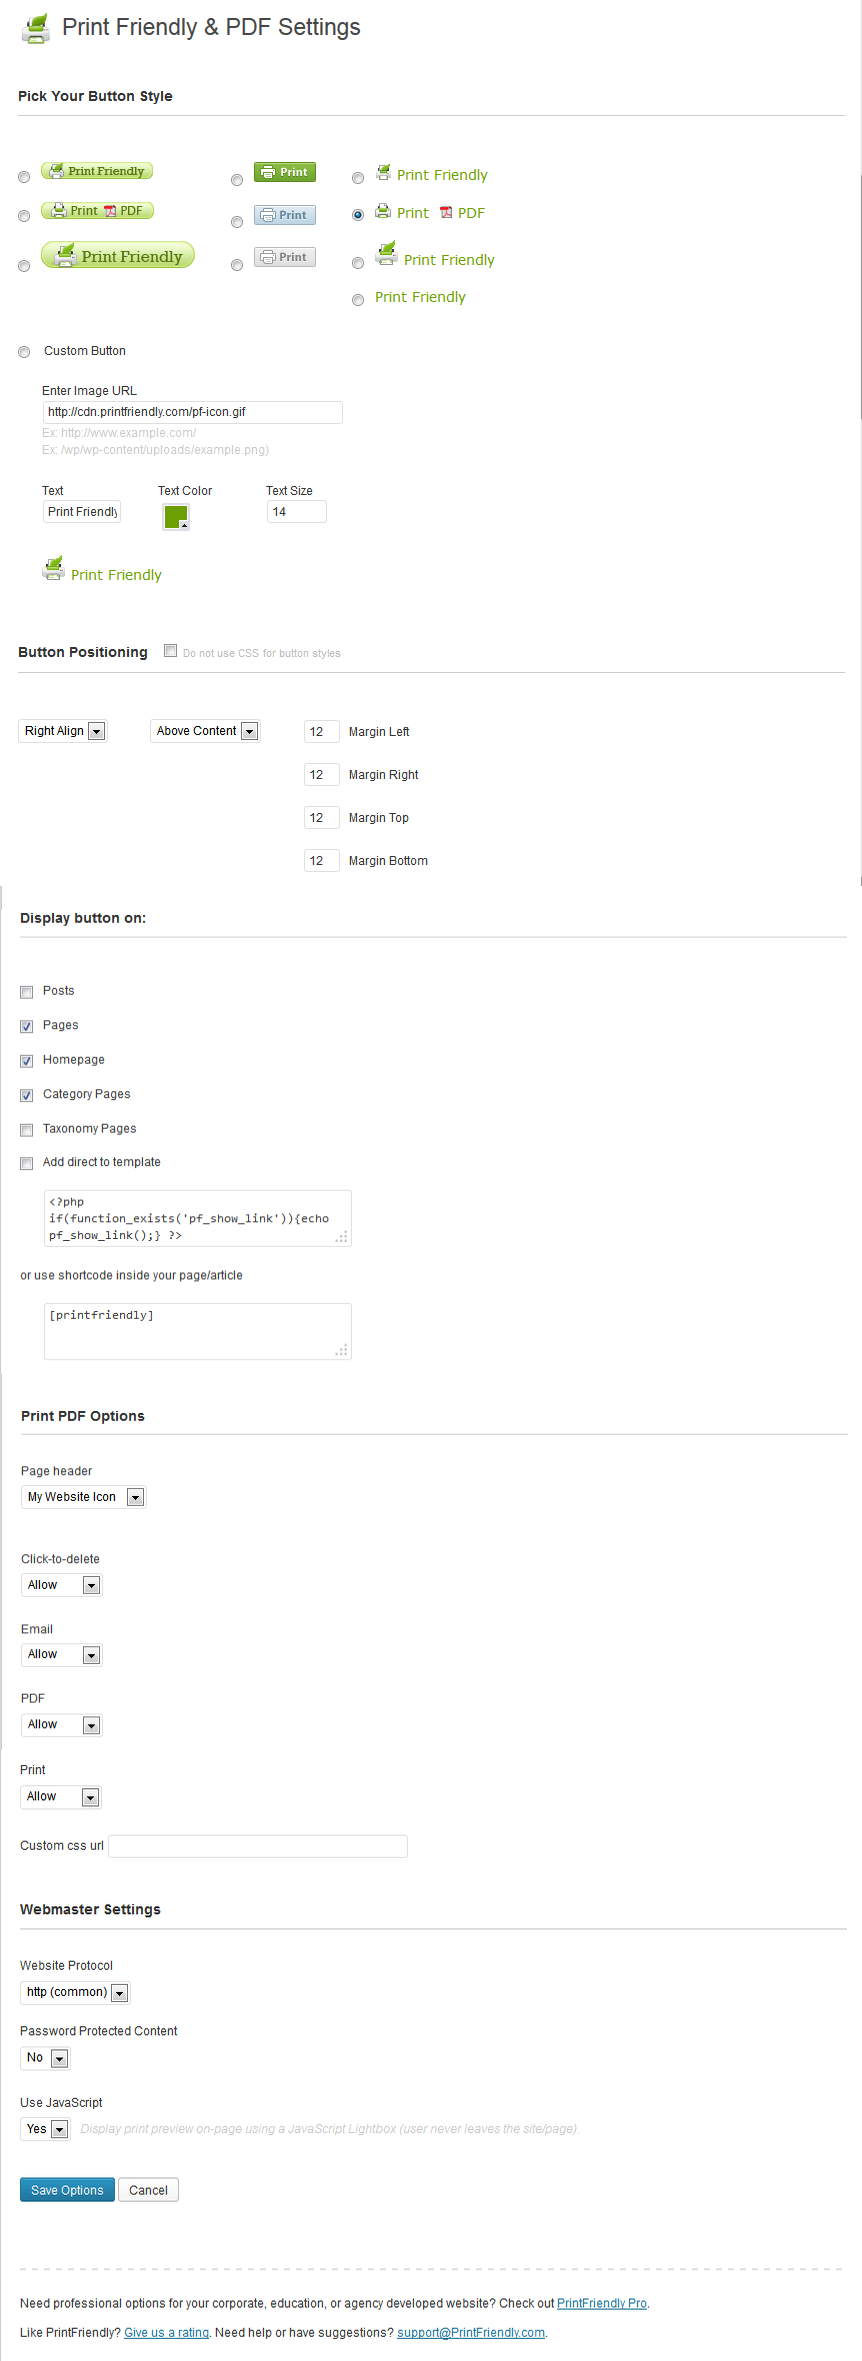 Print Friendly & PDF Settings
Pick Your Button Style
Print Friendly
Print
Print Friendly
Print PDF
Print
Print PDF
Print Friendly
Print
Print Friendly
Print Friendly
Custom Button
Enter Image URL
http://cdn.printfriendly.com/pf-icon.gif
Ex: http://www.example.com/
Ex: /wp/wp-content/uploads/example.png)
Text Text Color Text Size
Print Friendly 14
Print Friendly
Button Positioning Do not use CSS for button styles
Right Align Above Content 12 Margin Left
12 Margin Right
12 Margin Top
12 Margin Bottom
Display button on:
Posts
Pages
Homepage
Category Pages
Taxonomy Pages
Add direct to template
<?php
if(function_exists('pf_show_link')){echo
pf_show_link();} ?>
or use shortcode inside your page/article
[printfriendly]
Print PDF Options
Page header
My Website Icon
Click-to-delete
Allow
Email
Allow
PDF
Allow
Print
Allow
Custom css url
Webmaster Settings
Website Protocol
http (common)
Password Protected Content
No
Use JavaScript
Yes Display print preview on-page using a JavaScript Lightbox (user never leaves the site/page).
Save Options Cancel
Need professional options for your corporate, education, or agency developed website? Check out PrintFriendly Pro.
Like PrintFriendly? Give us a rating. Need help or have suggestions? support@PrintFriendly.com.